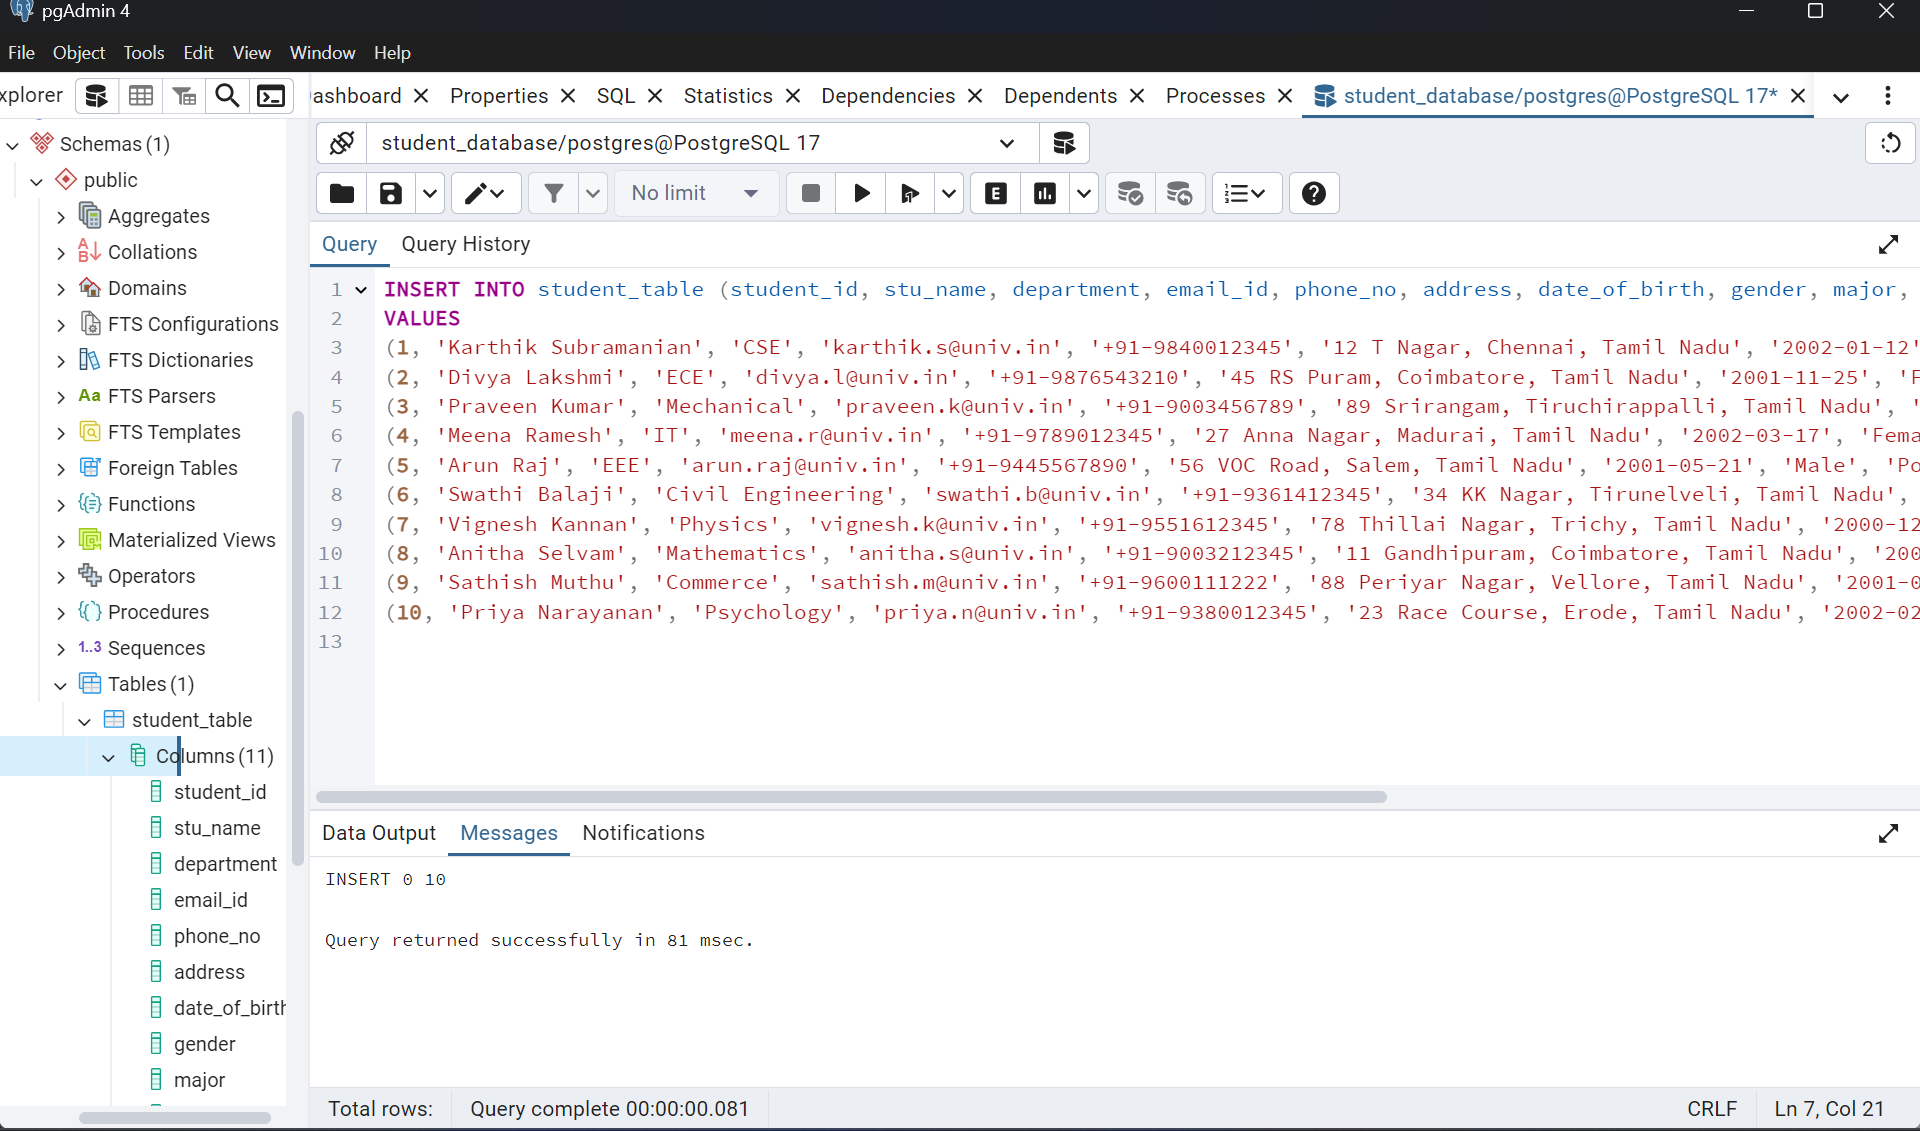 pgAdmin 4
File Object Tools Edit View Window Help
xplorer
ashboard Properties SQL Statistics Dependencies Dependents Processes student_database/postgres@PostgreSQL 17*
Schemas (1)
public
Aggregates
Collations
Domains
FTS Configurations
FTS Dictionaries
Aa FTS Parsers
FTS Templates
Foreign Tables
Functions
Materialized Views
Operators
Procedures
1..3 Sequences
Tables (1)
student_table
Columns (11)
student_id
stu_name
department
email_id
phone_no
address
date_of_birth
gender
major
student_database/postgres@PostgreSQL 17
No limit
E
Query Query History
1 INSERT INTO student_table (student_id, stu_name, department, email_id, phone_no, address, date_of_birth, gender, major,
2 VALUES
3 (1, 'Karthik Subramanian', 'CSE', 'karthik.s@univ.in', '+91-9840012345', '12 T Nagar, Chennai, Tamil Nadu', '2002-01-12'
4 (2, 'Divya Lakshmi', 'ECE', 'divya.l@univ.in', '+91-9876543210', '45 RS Puram, Coimbatore, Tamil Nadu', '2001-11-25', 'F
5 (3, 'Praveen Kumar', 'Mechanical', 'praveen.k@univ.in', '+91-9003456789', '89 Srirangam, Tiruchirappalli, Tamil Nadu', '
6 (4, 'Meena Ramesh', 'IT', 'meena.r@univ.in', '+91-9789012345', '27 Anna Nagar, Madurai, Tamil Nadu', '2002-03-17', 'Fema
7 (5, 'Arun Raj', 'EEE', 'arun.raj@univ.in', '+91-9445567890', '56 VOC Road, Salem, Tamil Nadu', '2001-05-21', 'Male', 'Po
8 (6, 'Swathi Balaji', 'Civil Engineering', 'swathi.b@univ.in', '+91-9361412345', '34 KK Nagar, Tirunelveli, Tamil Nadu',
9 (7, 'Vignesh Kannan', 'Physics', 'vignesh.k@univ.in', '+91-9551612345', '78 Thillai Nagar, Trichy, Tamil Nadu', '2000-12
10 (8, 'Anitha Selvam', 'Mathematics', 'anitha.s@univ.in', '+91-9003212345', '11 Gandhipuram, Coimbatore, Tamil Nadu', '200
11 (9, 'Sathish Muthu', 'Commerce', 'sathish.m@univ.in', '+91-9600111222', '88 Periyar Nagar, Vellore, Tamil Nadu', '2001-0
12 (10, 'Priya Narayanan', 'Psychology', 'priya.n@univ.in', '+91-9380012345', '23 Race Course, Erode, Tamil Nadu', '2002-02
13
Data Output Messages Notifications
INSERT 0 10
Query returned successfully in 81 msec.
Total rows: Query complete 00:00:00.081 CRLF Ln 7, Col 21